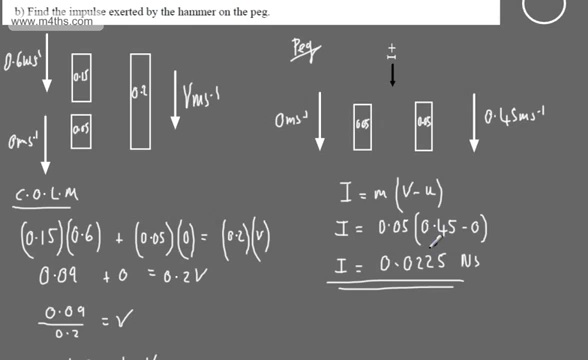 b) Find the impulse exerted by the hammer on the peg.
www.m4ths.com
0.6ms⁻¹
0.15
0.2
Vms⁻¹
0ms⁻¹
0.05
C.O.L.M
(0.15)(0.6) + (0.05)(0) = (0.2)(V)
0.09 + 0 = 0.2V
0.09
0.2
= V
Peg
+
I
0ms⁻¹
0.05
0.05
0.45ms⁻¹
I = m(V-u)
I = 0.05(0.45-0)
I = 0.0225 Ns